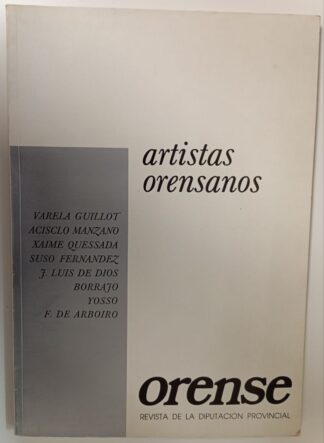 artistas
orensanos
VARELA GUILLOT
ACISCLO MANZANO
XAIME QUESSADA
SUSO FERNANDEZ
J. LUIS DE DIOS
BORRAJO
YOSSO
F. DE ARBOIRO
orense
REVISTA DE LA DIPUTACION PROVINCIAL